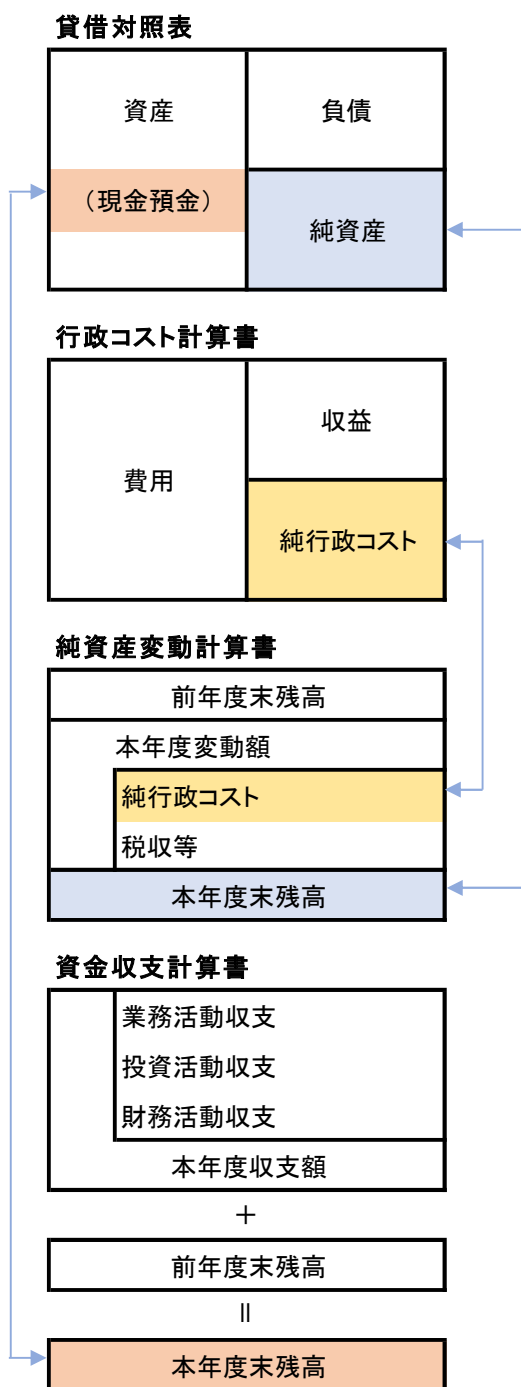 貸借対照表
資産
負債
（現金預金）
純資産
行政コスト計算書
収益
費用
純行政コスト
純資産変動計算書
前年度末残高
本年度変動額
純行政コスト
税収等
本年度末残高
資金収支計算書
業務活動収支
投資活動収支
財務活動収支
本年度収支額
＋
前年度末残高
＝
本年度末残高